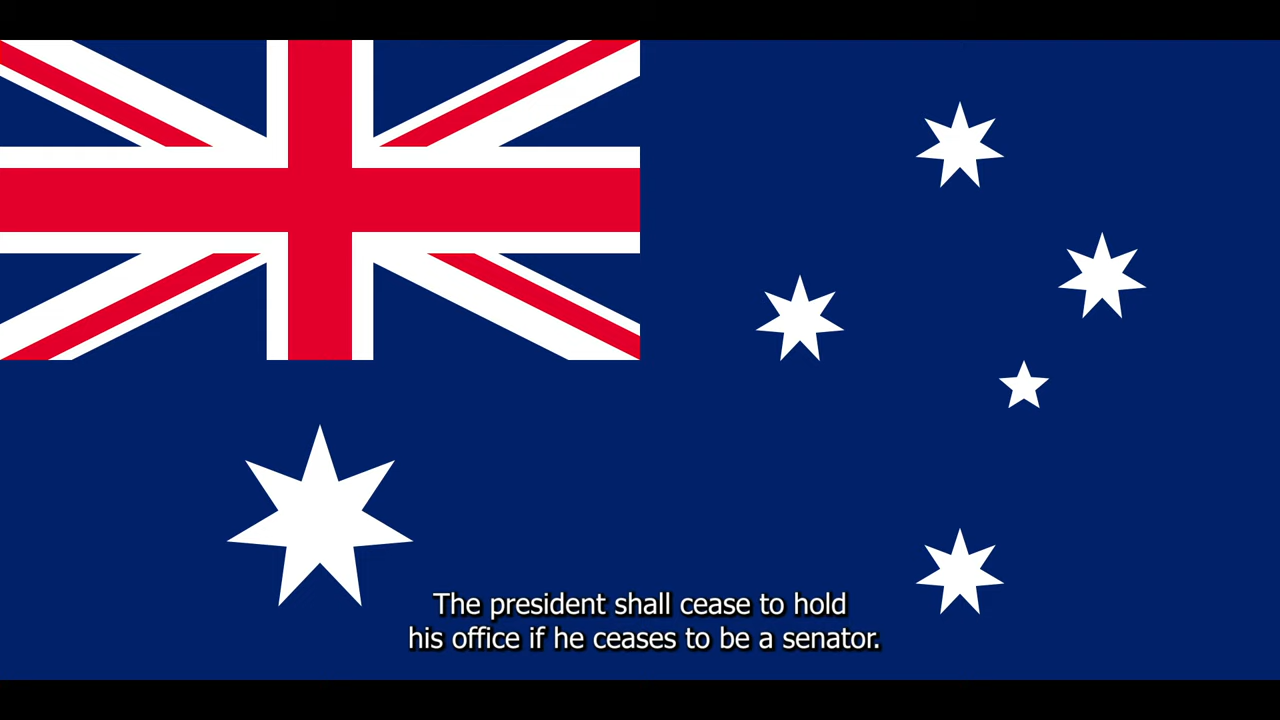 The president shall cease to hold
his office if he ceases to be a senator.